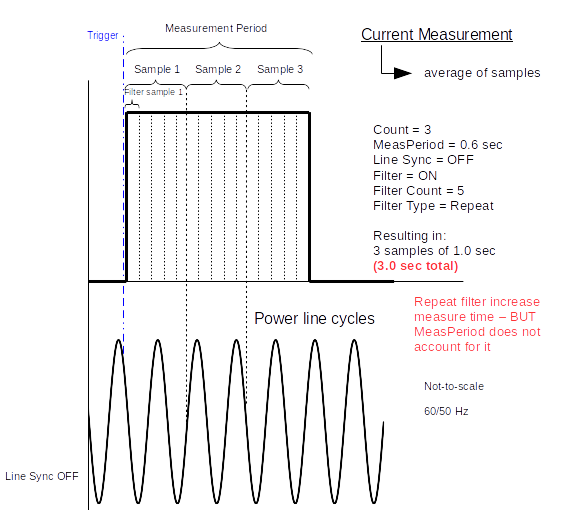 Trigger
Measurement Period
Sample 1 Sample 2 Sample 3
Filter sample 1
Current Measurement
average of samples
Count = 3
MeasPeriod = 0.6 sec
Line Sync = OFF
Filter = ON
Filter Count = 5
Filter Type = Repeat
Resulting in:
3 samples of 1.0 sec
(3.0 sec total)
Repeat filter increase
measure time – BUT
MeasPeriod does not
account for it
Power line cycles
Not-to-scale
60/50 Hz
Line Sync OFF